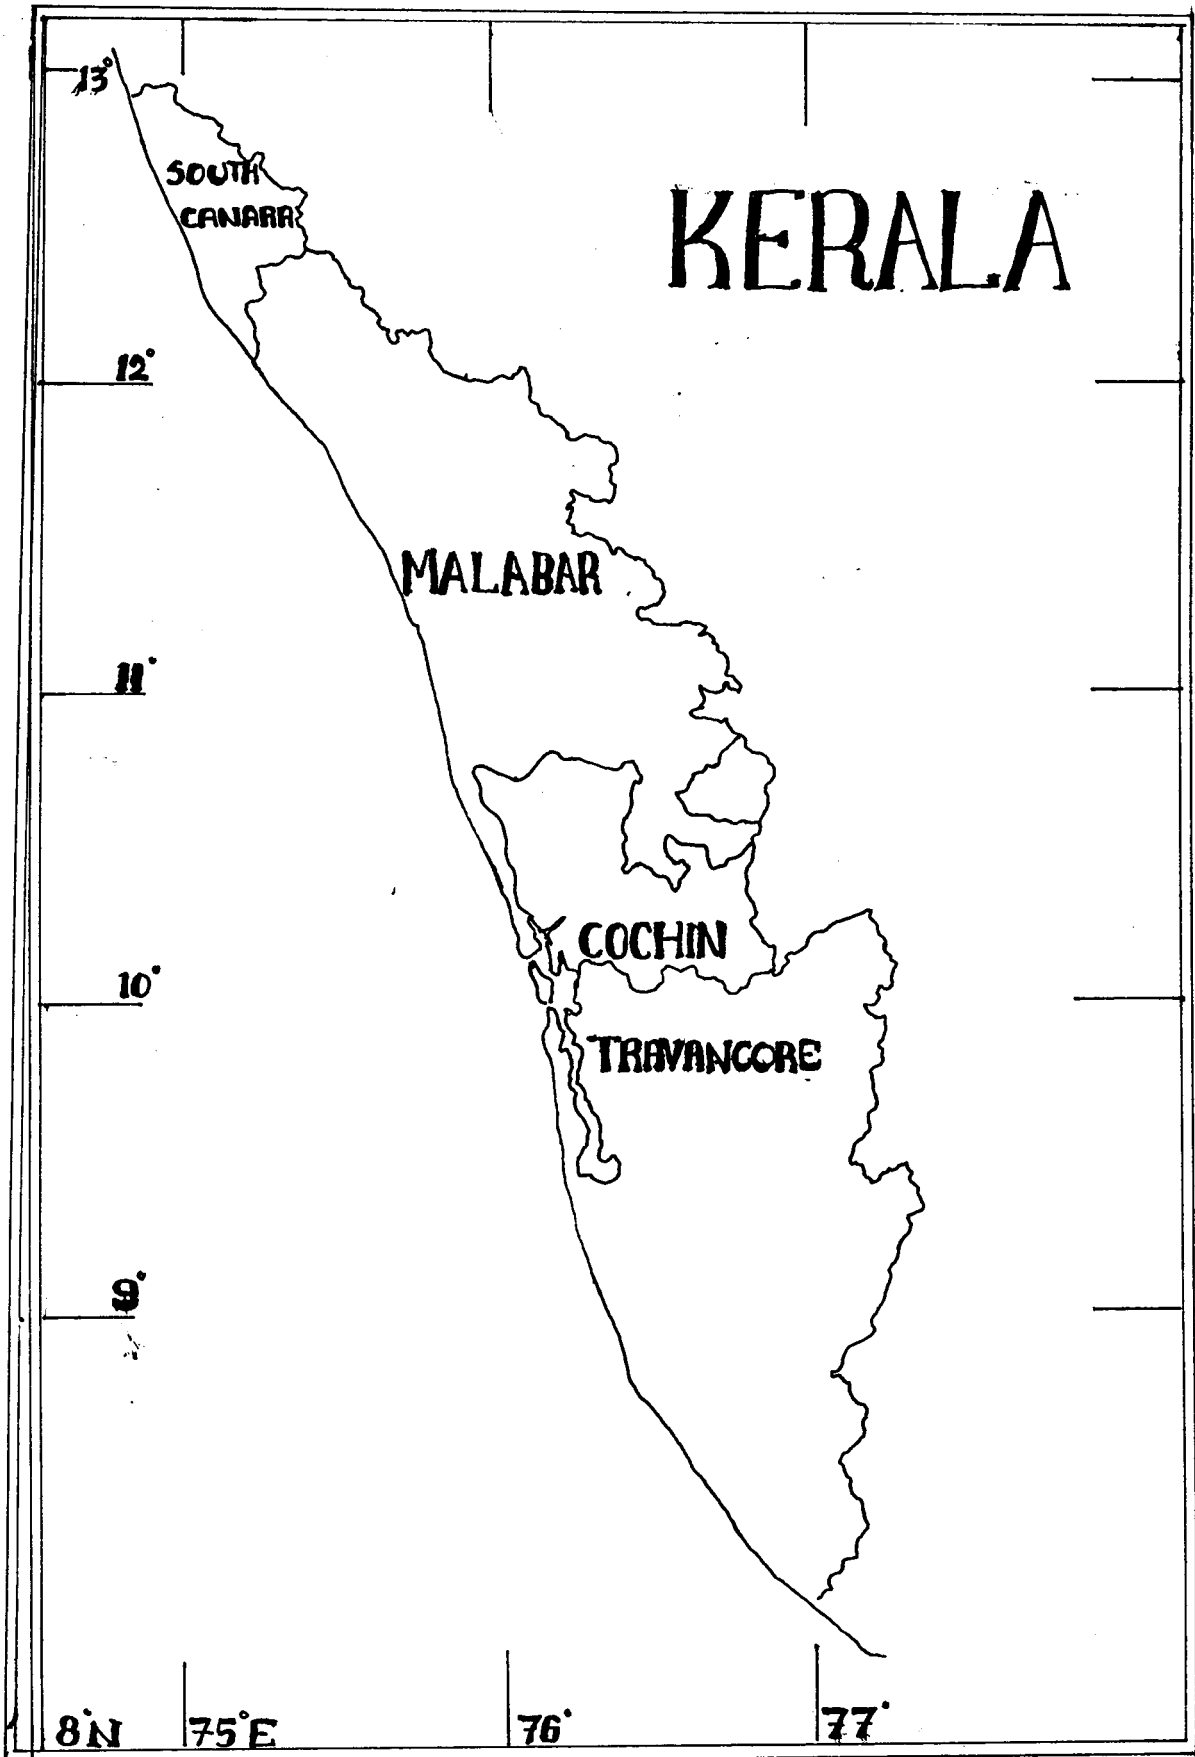 13°
SOUTH
CANARA
KERALA
12°
MALABAR
11°
COCHIN
10°
TRAVANCORE
9°
8°N 75°E 76° 77°